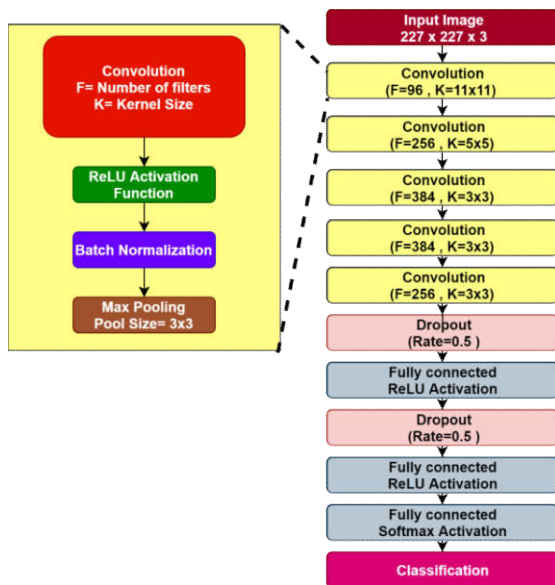 Convolution
F= Number of filters
K= Kernel Size
ReLU Activation
Function
Batch Normalization
Max Pooling
Pool Size= 3x3
Input Image
227 x 227 x 3
Convolution
(F=96 , K=11x11)
Convolution
(F=256 , K=5x5)
Convolution
(F=384 , K=3x3)
Convolution
(F=384 , K=3x3)
Convolution
(F=256 , K=3x3)
Dropout
(Rate=0.5 )
Fully connected
ReLU Activation
Dropout
(Rate=0.5 )
Fully connected
ReLU Activation
Fully connected
Softmax Activation
Classification